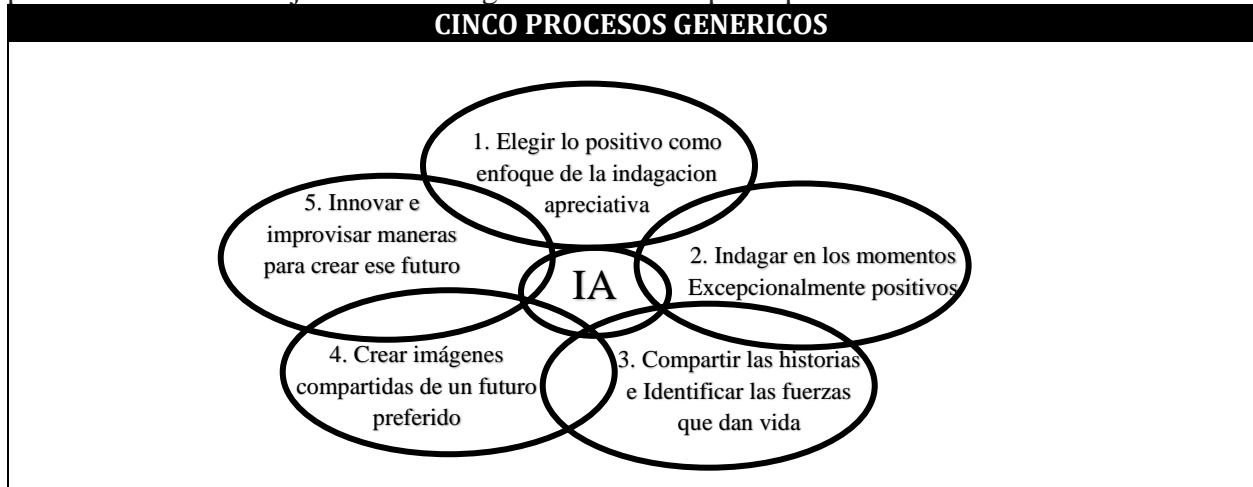 CINCO PROCESOS GENERICOS
1. Elegir lo positivo como
enfoque de la indagacion
apreciativa
2. Indagar en los momentos
Excepcionalmente positivos
3. Compartir las historias
e Identificar las fuerzas
que dan vida
4. Crear imágenes
compartidas de un futuro
preferido
5. Innovar e
improvisar maneras
para crear ese futuro
IA